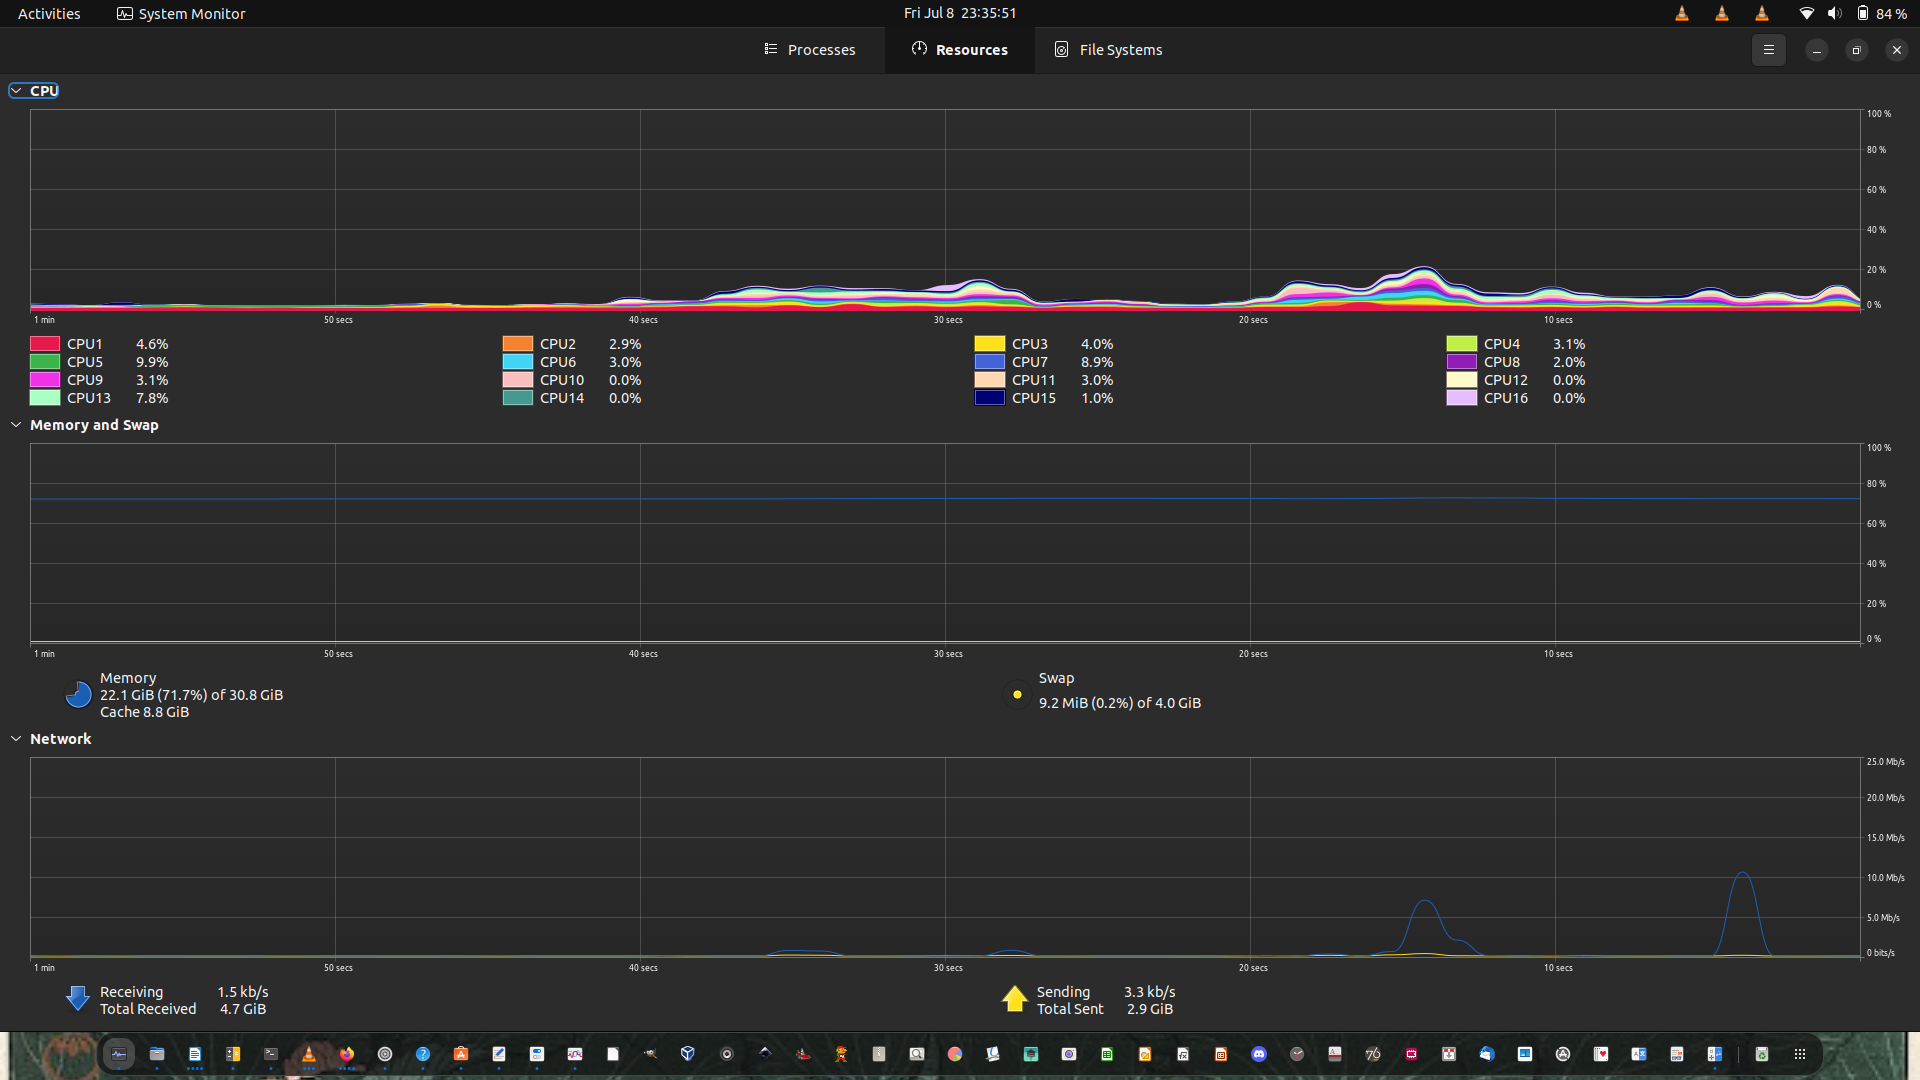 Activities System Monitor Fri Jul 8 23:35:51 84 %
Processes Resources File Systems
CPU
100 %
80 %
60 %
40 %
20 %
0 %
1 min 50 secs 40 secs 30 secs 20 secs 10 secs
CPU1 4.6% CPU2 2.9% CPU3 4.0% CPU4 3.1%
CPU5 9.9% CPU6 3.0% CPU7 8.9% CPU8 2.0%
CPU9 3.1% CPU10 0.0% CPU11 3.0% CPU12 0.0%
CPU13 7.8% CPU14 0.0% CPU15 1.0% CPU16 0.0%
Memory and Swap
100 %
80 %
60 %
40 %
20 %
0 %
1 min 50 secs 40 secs 30 secs 20 secs 10 secs
Memory
22.1 GiB (71.7%) of 30.8 GiB
Cache 8.8 GiB
Swap
9.2 MiB (0.2%) of 4.0 GiB
Network
25.0 Mb/s
20.0 Mb/s
15.0 Mb/s
10.0 Mb/s
5.0 Mb/s
0 bits/s
1 min 50 secs 40 secs 30 secs 20 secs 10 secs
Receiving 1.5 kb/s
Total Received 4.7 GiB
Sending 3.3 kb/s
Total Sent 2.9 GiB